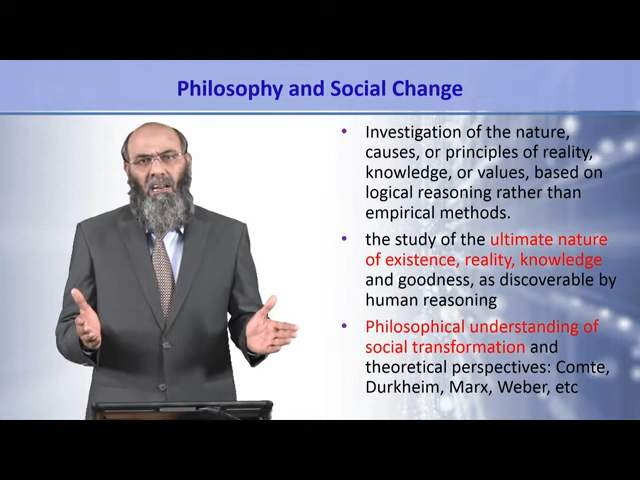 Philosophy and Social Change
• Investigation of the nature,
causes, or principles of reality,
knowledge, or values, based on
logical reasoning rather than
empirical methods.
• the study of the ultimate nature
of existence, reality, knowledge
and goodness, as discoverable by
human reasoning
• Philosophical understanding of
social transformation and
theoretical perspectives: Comte,
Durkheim, Marx, Weber, etc